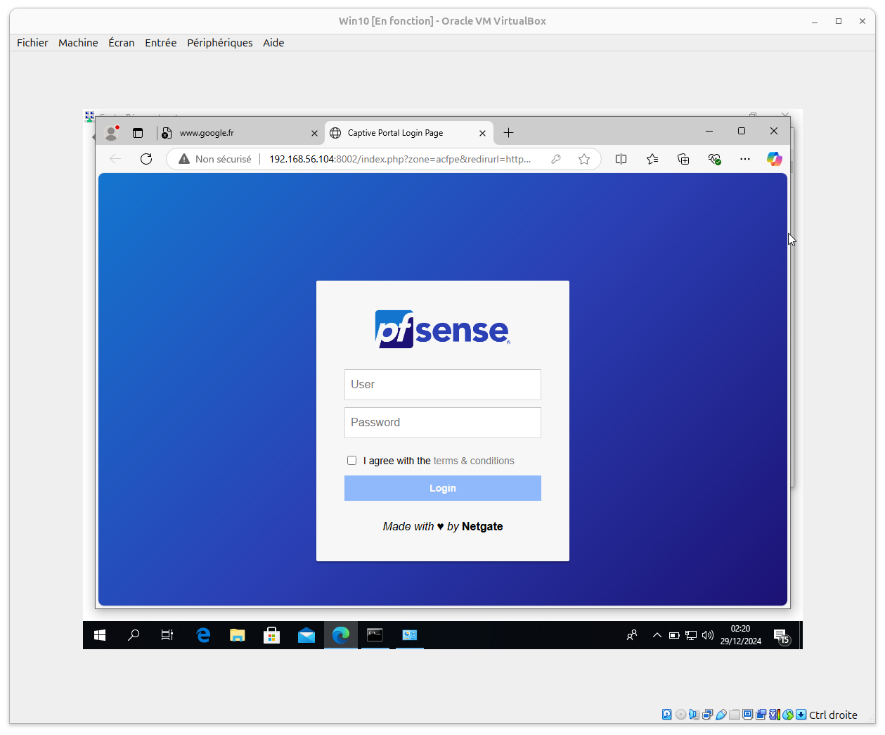 Win10 [En fonction] - Oracle VM VirtualBox
Fichier Machine Écran Entrée Périphériques Aide
www.google.fr
Captive Portal Login Page
Non sécurisé
192.168.56.104:8002/index.php?zone=acfpe&redirurl=http...
pfsense
User
Password
I agree with the terms & conditions
Login
Made with ♥ by Netgate
02:20
29/12/2024
15
Ctrl droite